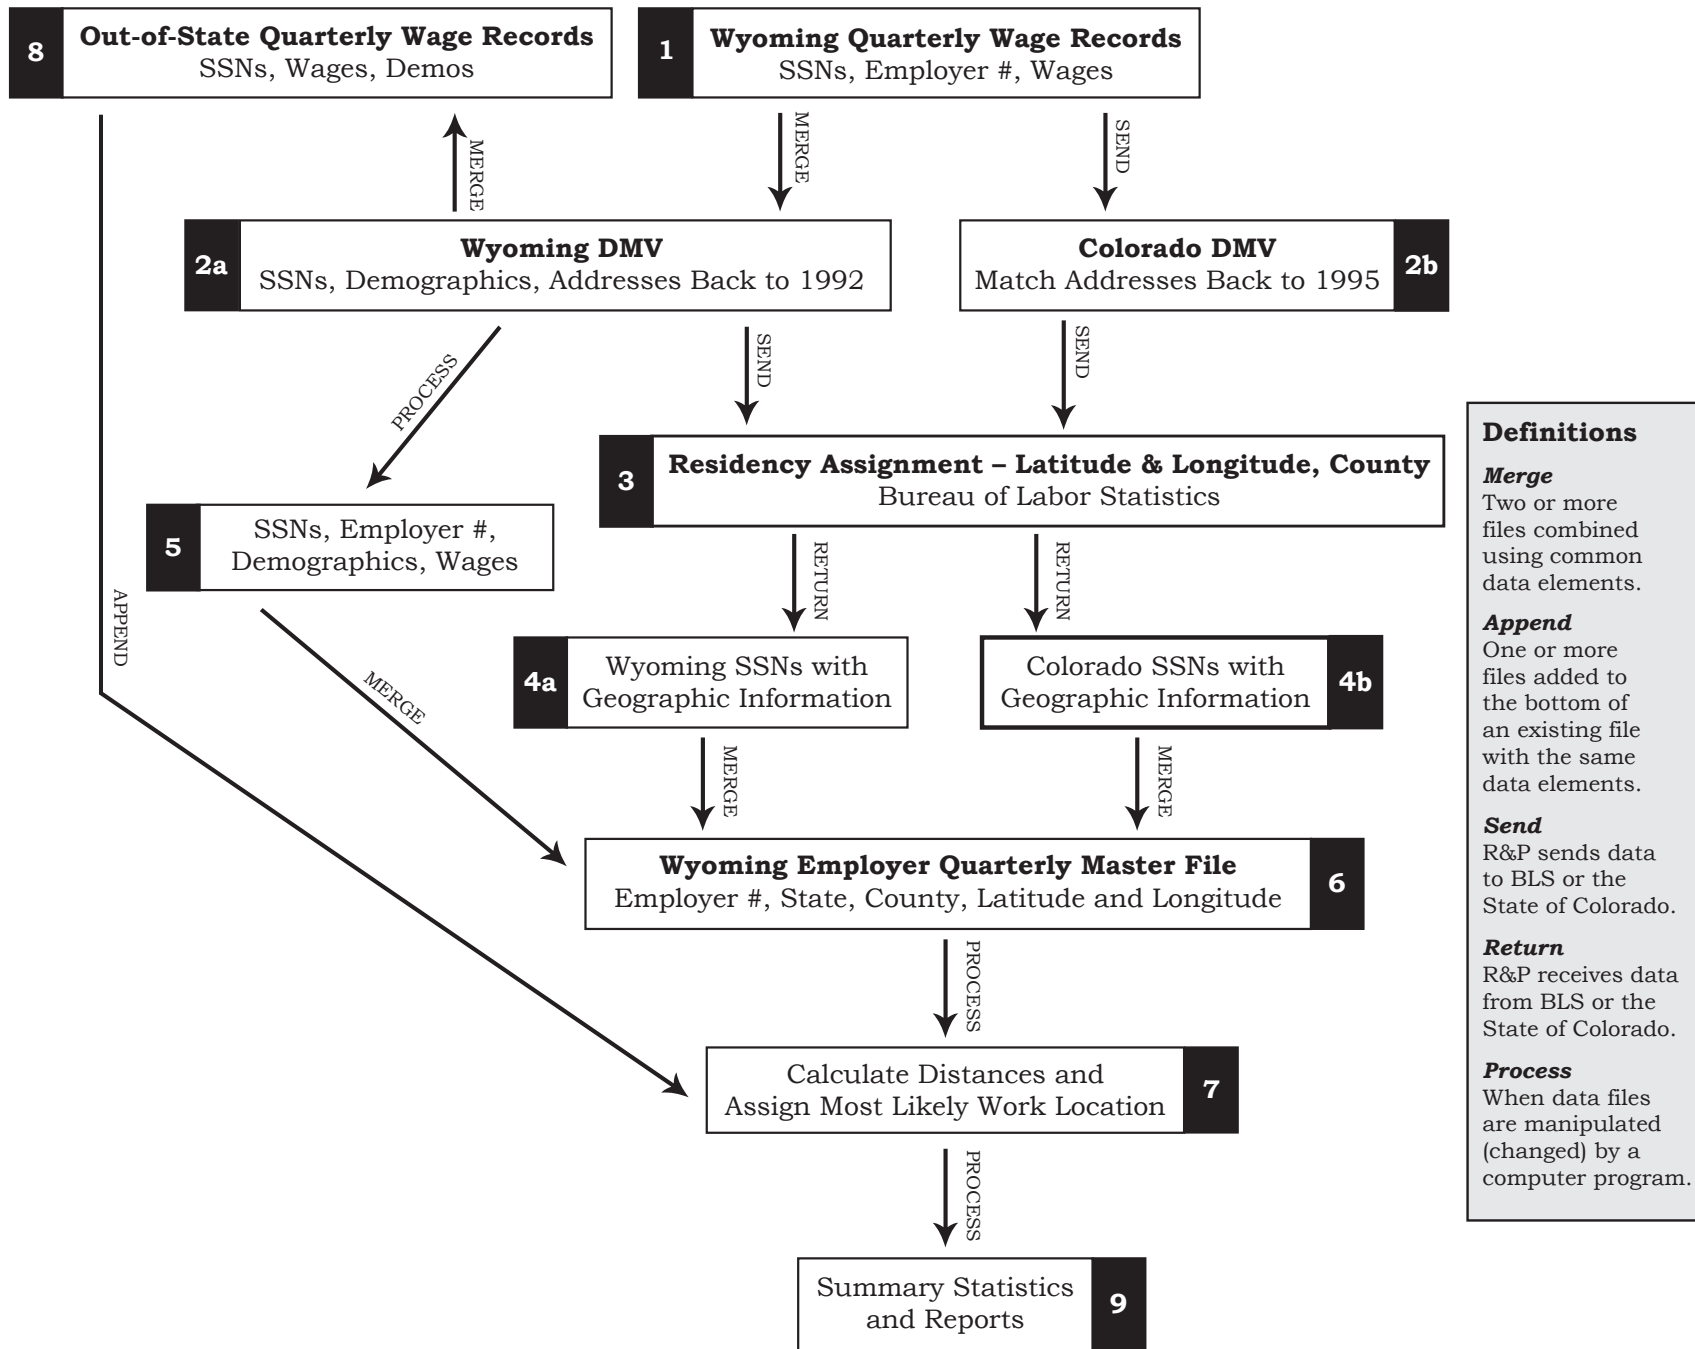 8
Out-of-State Quarterly Wage Records
SSNs, Wages, Demos
1
Wyoming Quarterly Wage Records
SSNs, Employer #, Wages
MERGE
MERGE
SEND
2a
Wyoming DMV
SSNs, Demographics, Addresses Back to 1992
Colorado DMV
Match Addresses Back to 1995
2b
PROCESS
SEND
SEND
3
Residency Assignment – Latitude & Longitude, County
Bureau of Labor Statistics
5
SSNs, Employer #,
Demographics, Wages
RETURN
RETURN
APPEND
4a
Wyoming SSNs with
Geographic Information
Colorado SSNs with
Geographic Information
4b
MERGE
MERGE
MERGE
Wyoming Employer Quarterly Master File
Employer #, State, County, Latitude and Longitude
6
PROCESS
Calculate Distances and
Assign Most Likely Work Location
7
PROCESS
Summary Statistics
and Reports
9
Definitions
Merge
Two or more
files combined
using common
data elements.
Append
One or more
files added to
the bottom of
an existing file
with the same
data elements.
Send
R&P sends data
to BLS or the
State of Colorado.
Return
R&P receives data
from BLS or the
State of Colorado.
Process
When data files
are manipulated
(changed) by a
computer program.